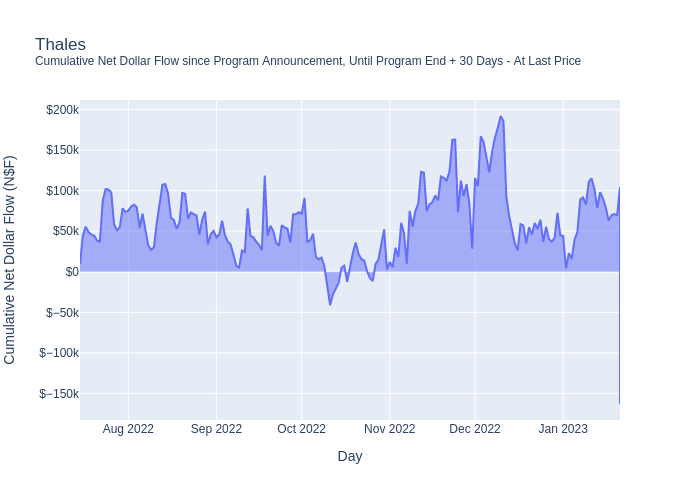 Thales
Cumulative Net Dollar Flow since Program Announcement, Until Program End + 30 Days - At Last Price
Cumulative Net Dollar Flow (N$F)
$200k
$150k
$100k
$50k
$0
$−50k
$−100k
$−150k
Aug 2022
Sep 2022
Oct 2022
Nov 2022
Dec 2022
Jan 2023
Day